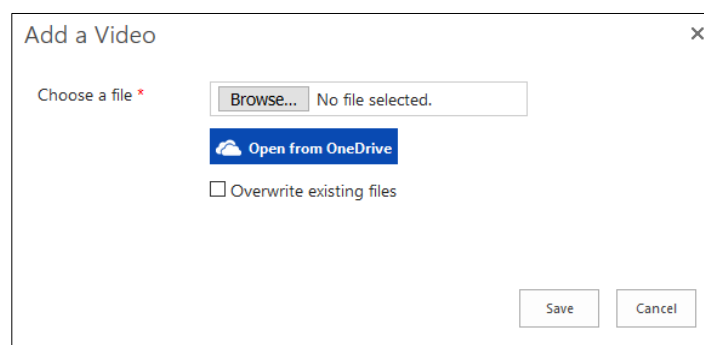 Add a Video
Choose a file *
Browse... No file selected.
Open from OneDrive
Overwrite existing files
Save Cancel